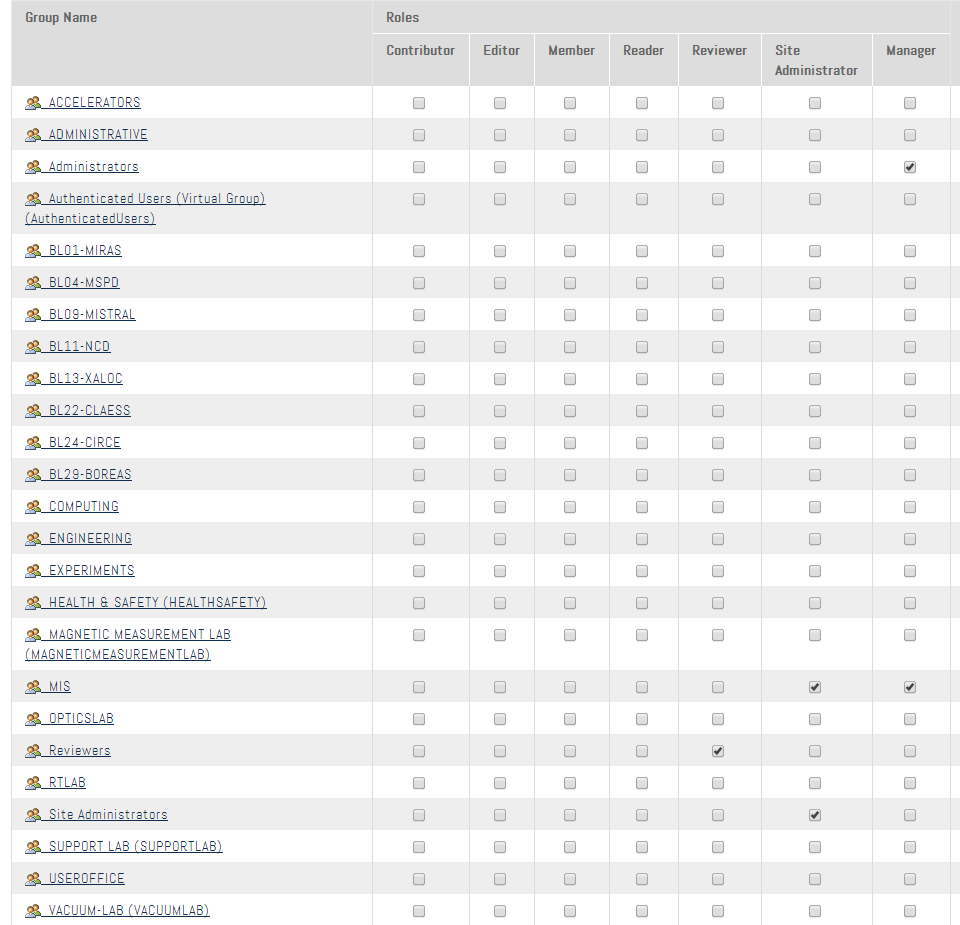 Group Name
Roles
Contributor Editor Member Reader Reviewer Site Administrator Manager
ACCELERATORS
ADMINISTRATIVE
Administrators
Authenticated Users (Virtual Group)
(AuthenticatedUsers)
BL01-MIRAS
BL04-MSPD
BL09-MISTRAL
BL11-NCD
BL13-XALOC
BL22-CLAESS
BL24-CIRCE
BL29-BOREAS
COMPUTING
ENGINEERING
EXPERIMENTS
HEALTH & SAFETY (HEALTHSAFETY)
MAGNETIC MEASUREMENT LAB
(MAGNETICMEASUREMENTLAB)
MIS
OPTICSLAB
Reviewers
RTLAB
Site Administrators
SUPPORT LAB (SUPPORTLAB)
USEROFFICE
VACUUM-LAB (VACUUMLAB)